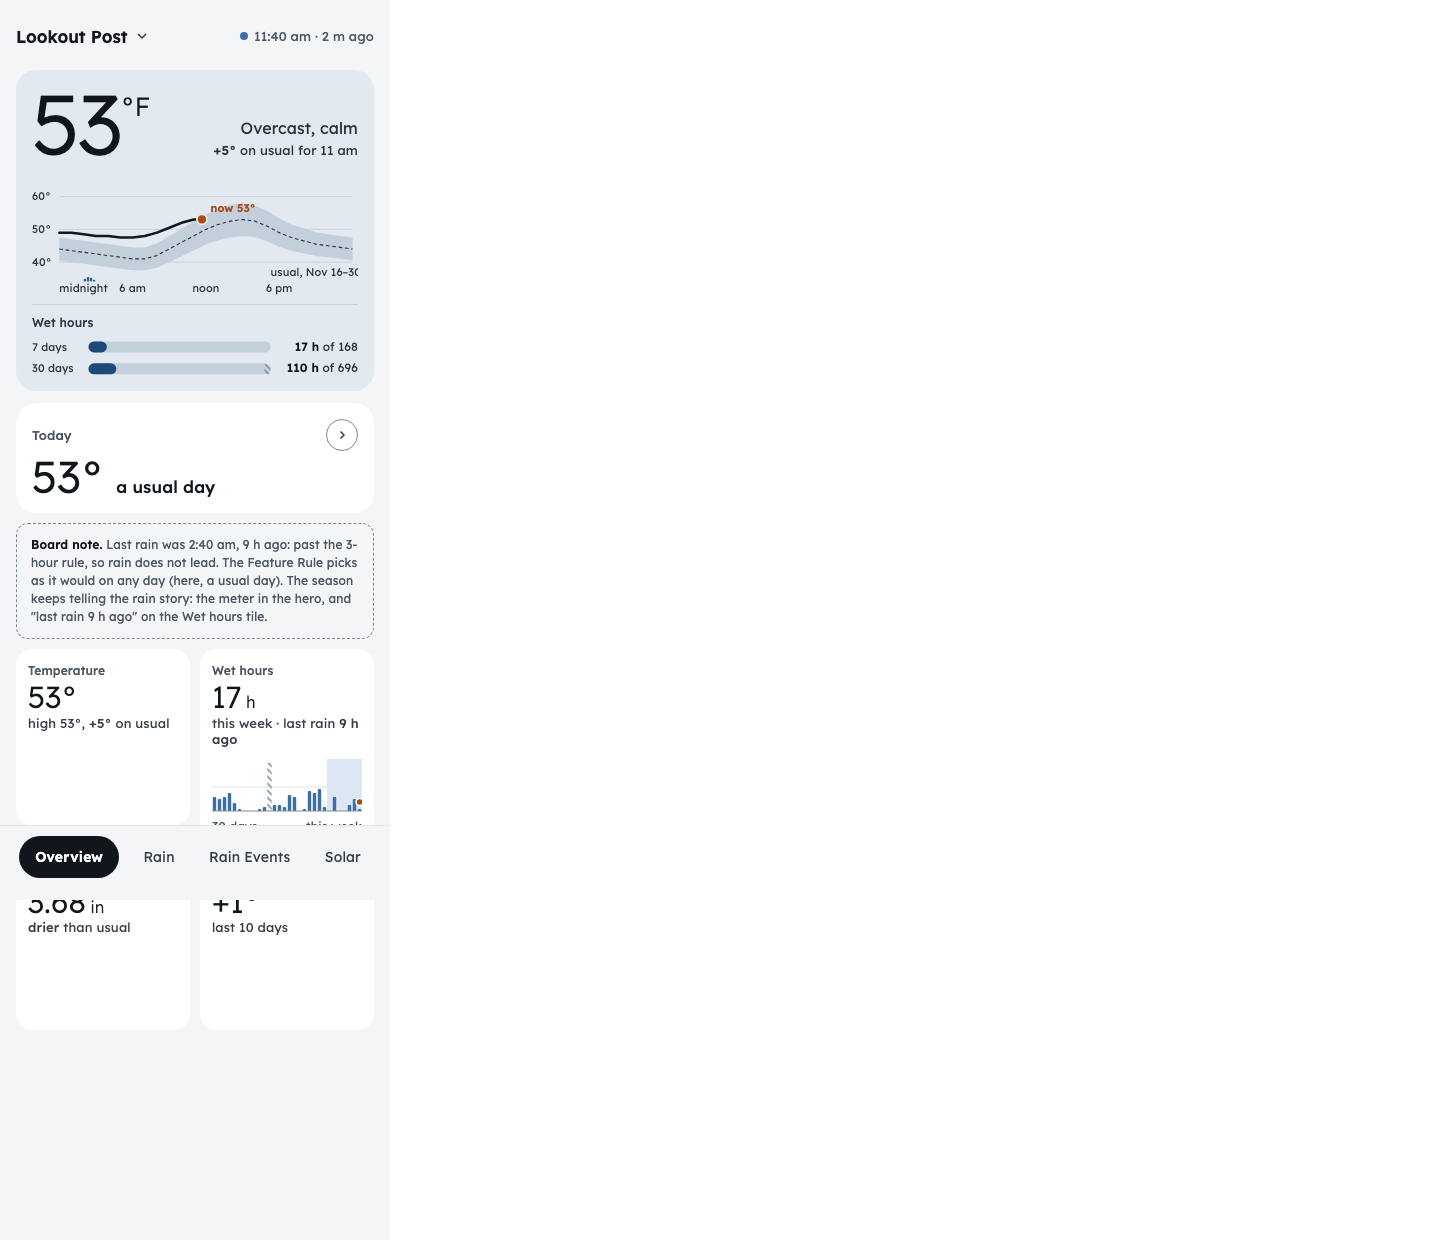 Lookout Post
11:40 am · 2 m ago
53°F
Overcast, calm
+5° on usual for 11 am
60°
now 53°
50°
40°
usual, Nov 16–30
midnight 6 am noon 6 pm
Wet hours
7 days 17 h of 168
30 days 110 h of 696
Today
53° a usual day
Board note. Last rain was 2:40 am, 9 h ago: past the 3-
hour rule, so rain does not lead. The Feature Rule picks
as it would on any day (here, a usual day). The season
keeps telling the rain story: the meter in the hero, and
"last rain 9 h ago" on the Wet hours tile.
Temperature
53°
high 53°, +5° on usual
Wet hours
17 h
this week · last rain 9 h
ago
30 days this week
Overview Rain Rain Events Solar
in
drier than usual
+1°
last 10 days